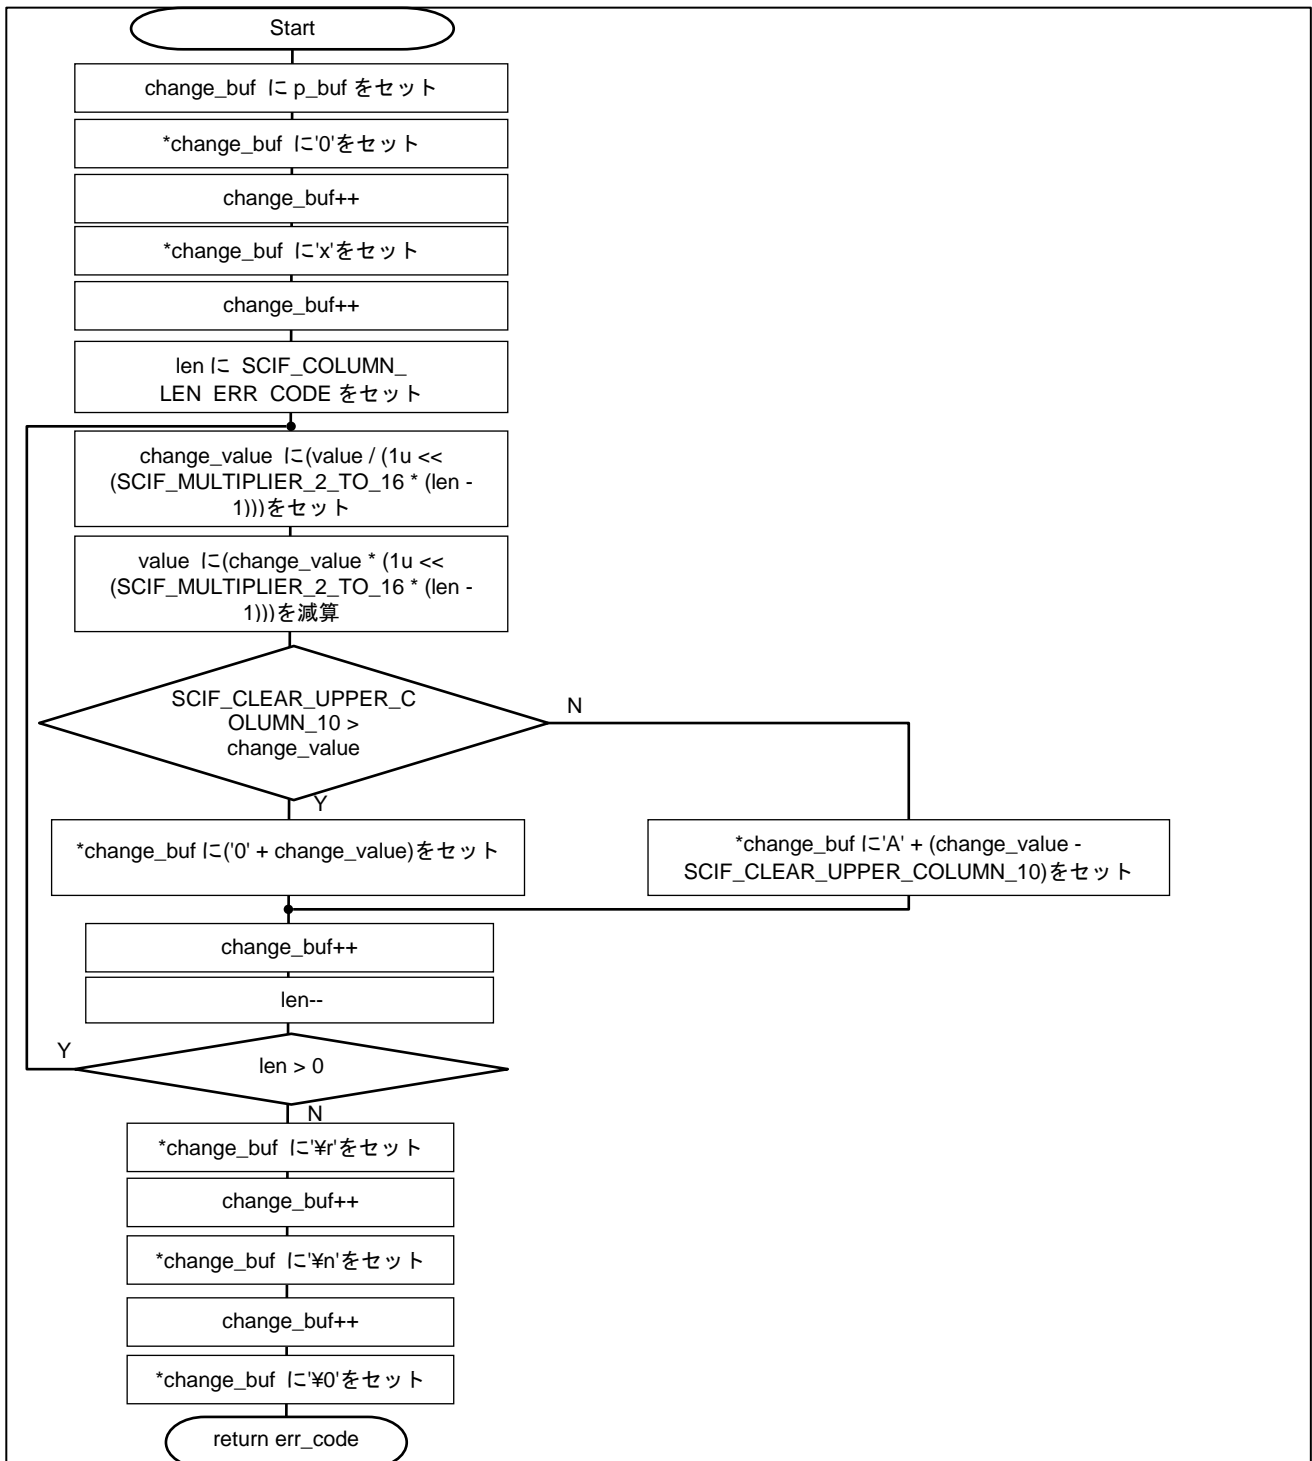 Start
change_buf に p_buf をセット
*change_buf に'0'をセット
change_buf++
*change_buf に'x'をセット
change_buf++
len に SCIF_COLUMN_
LEN_ERR_CODE をセット
change_value に(value / (1u <<
(SCIF_MULTIPLIER_2_TO_16 * (len -
1)))をセット
value に(change_value * (1u <<
(SCIF_MULTIPLIER_2_TO_16 * (len -
1)))を減算
SCIF_CLEAR_UPPER_C
OLUMN_10 >
change_value
N
Y
*change_buf に('0' + change_value)をセット
*change_buf に'A' + (change_value -
SCIF_CLEAR_UPPER_COLUMN_10)をセット
change_buf++
len--
Y
len > 0
N
*change_buf に'¥r'をセット
change_buf++
*change_buf に'¥n'をセット
change_buf++
*change_buf に'¥0'をセット
return err_code